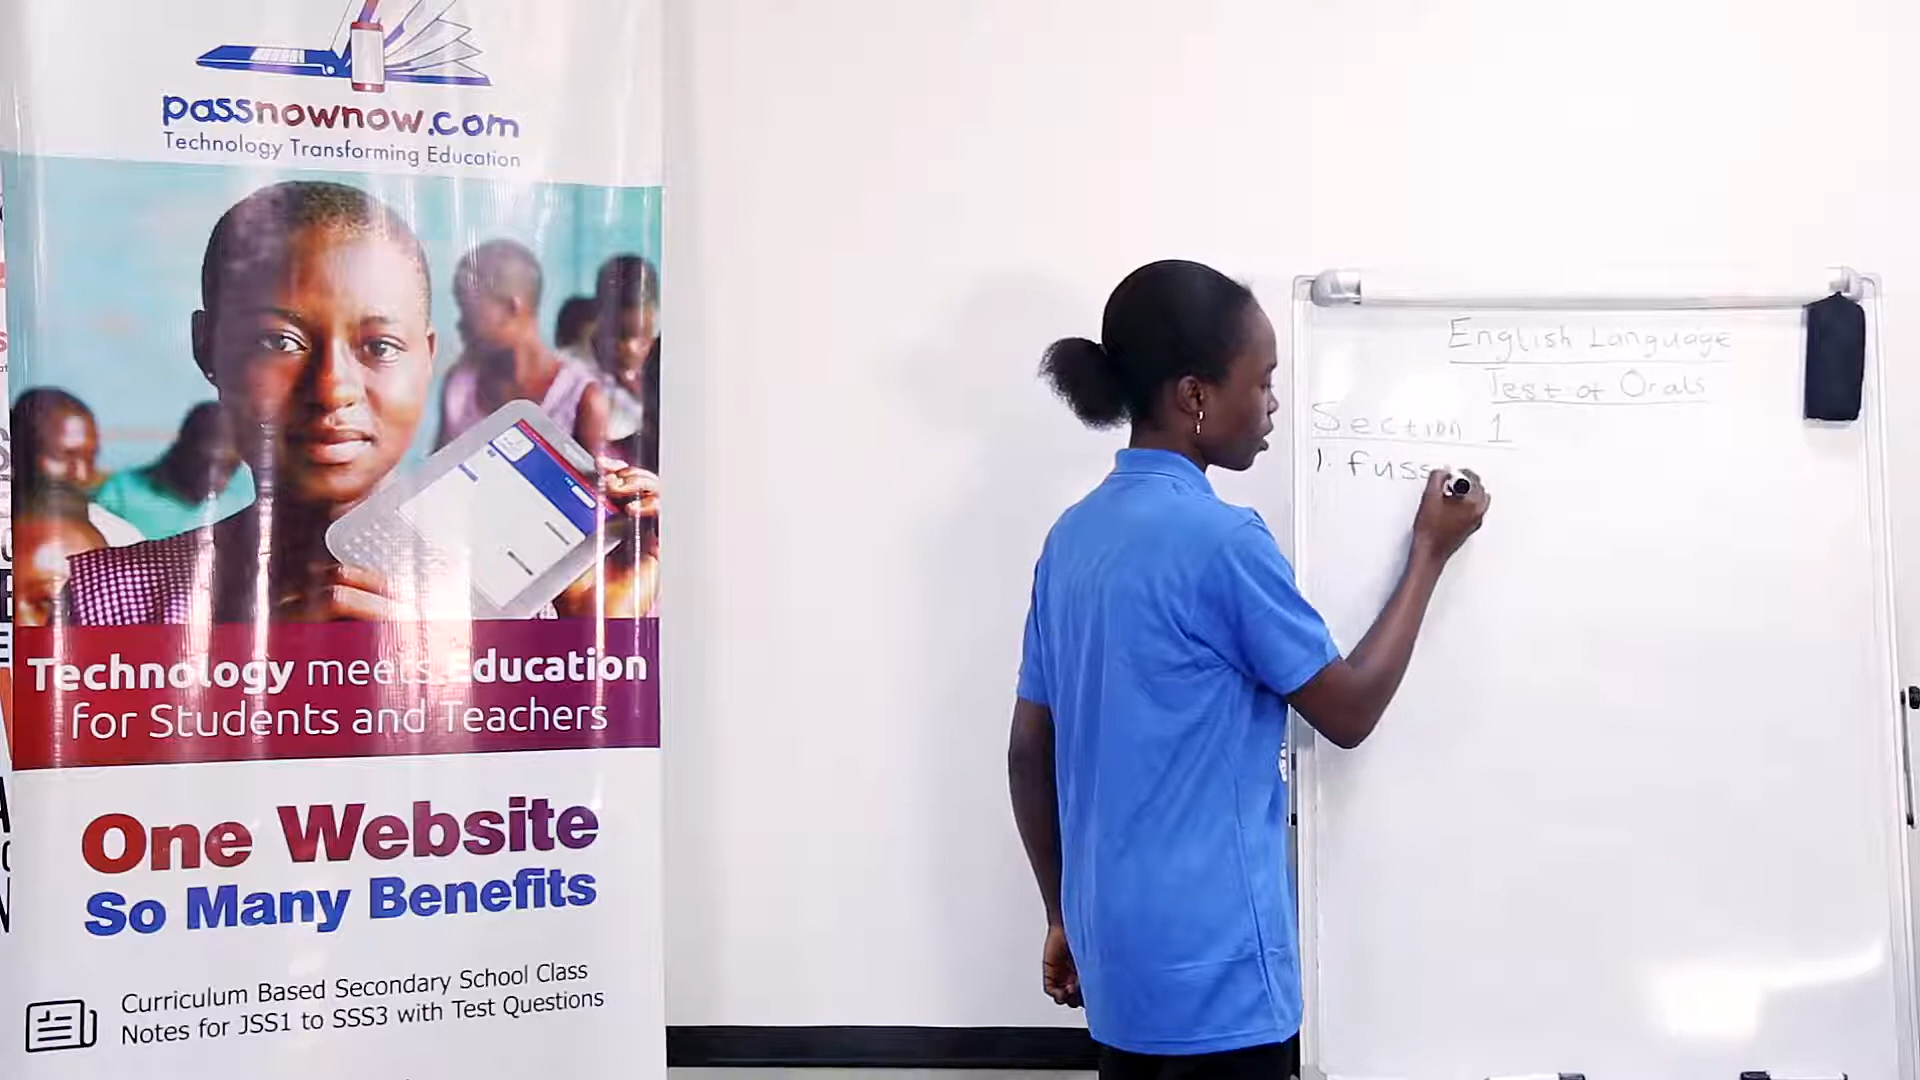 passnownow.com
Technology Transforming Education
Technology meets Education
for Students and Teachers
One Website
So Many Benefits
Curriculum Based Secondary School Class
Notes for JSS1 to SSS3 with Test Questions
English Language
Test of Orals
Section 1
1. fuss